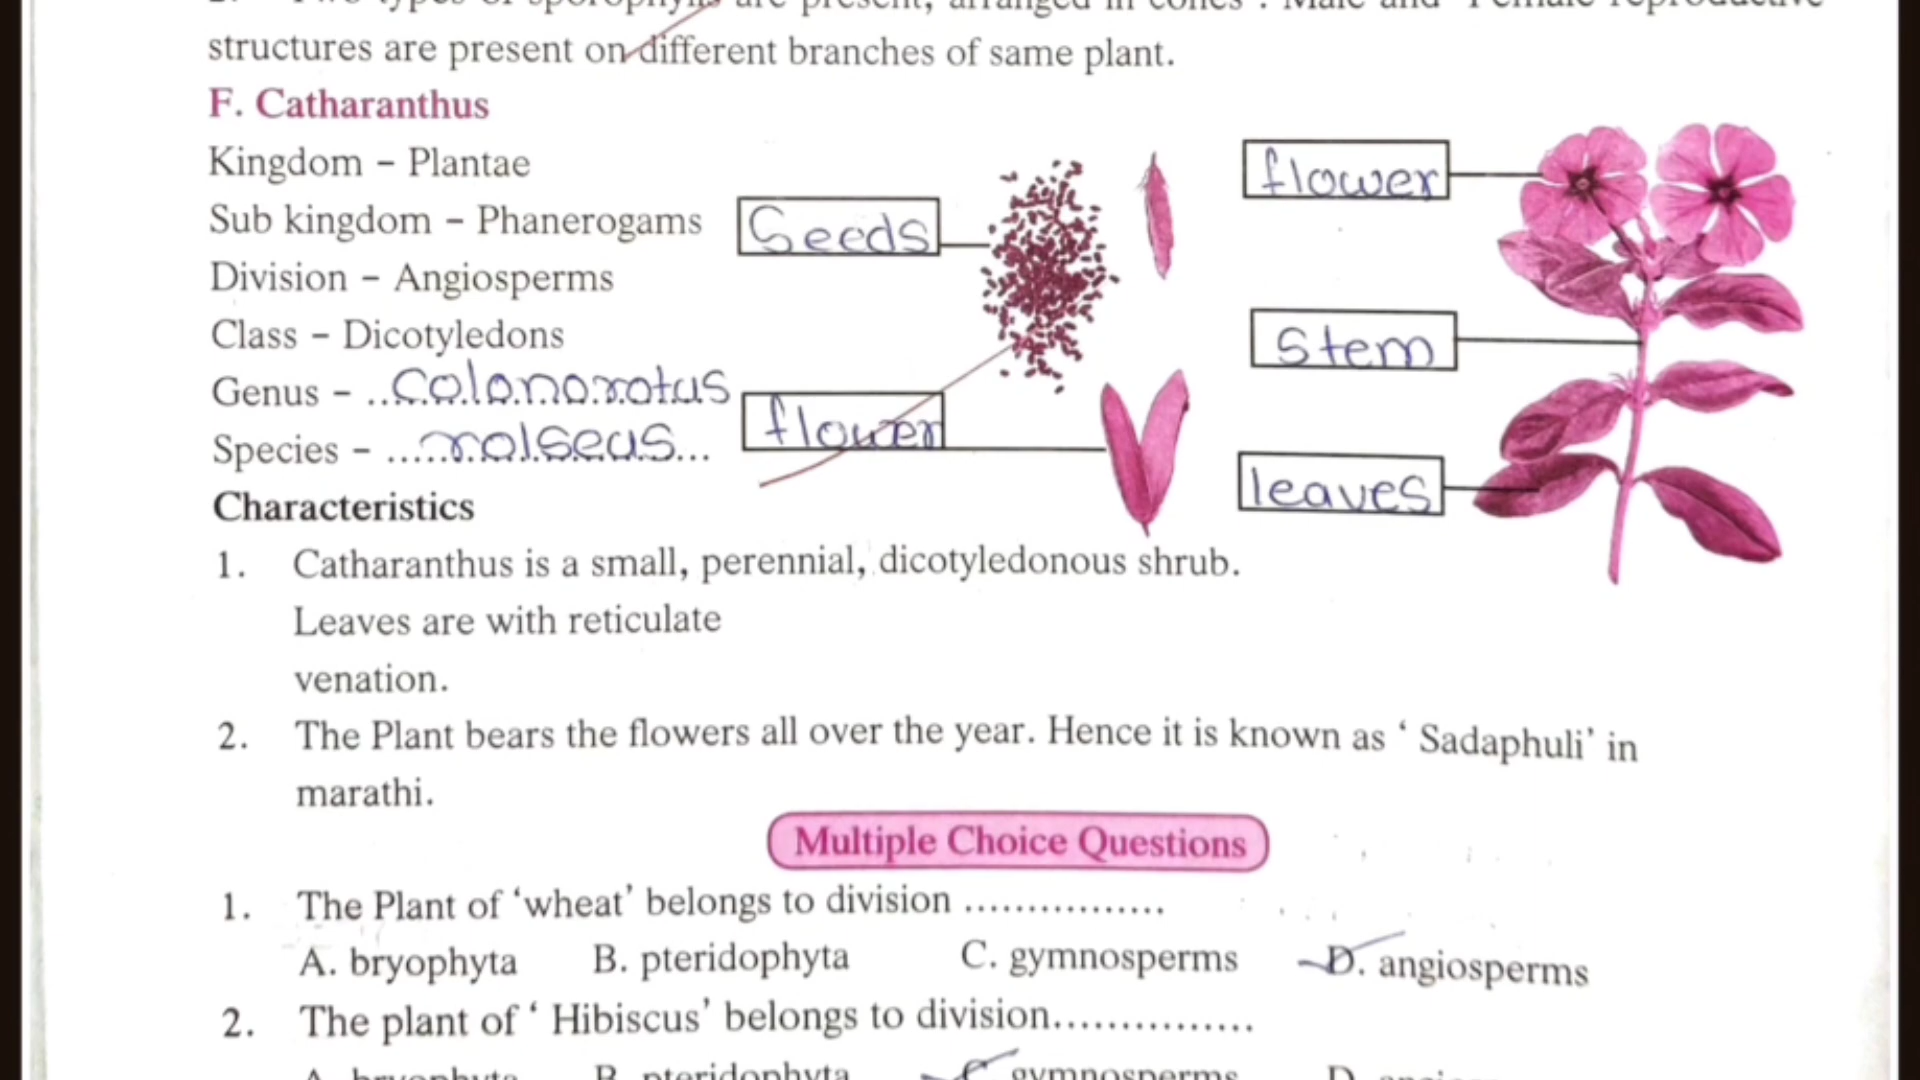 structures are present on different branches of same plant.
F. Catharanthus
Kingdom – Plantae
Sub kingdom – Phanerogams
Division – Angiosperms
Class – Dicotyledons
Genus –
Species –
Seeds
flower
flower
Stem
leaves
Characteristics
1. Catharanthus is a small, perennial, dicotyledonous shrub.
Leaves are with reticulate
venation.
2. The Plant bears the flowers all over the year. Hence it is known as ‘ Sadaphuli’ in
marathi.
Multiple Choice Questions
1. The Plant of ‘wheat’ belongs to division ................
A. bryophyta B. pteridophyta C. gymnosperms D. angiosperms
2. The plant of ‘ Hibiscus’ belongs to division...............
A. bryophyta B. pteridophyta C gymnosperms D.